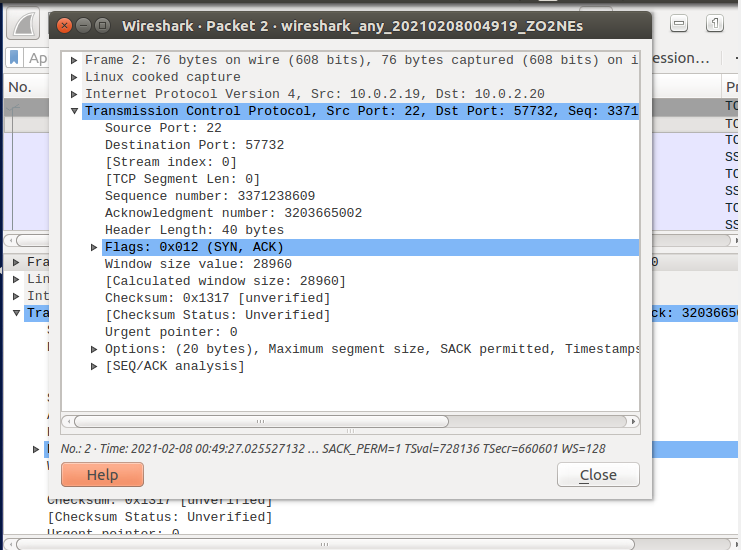 Wireshark · Packet 2 · wireshark_any_20210208004919_ZO2NEs
Ap
ession…
No.
Frame 2: 76 bytes on wire (608 bits), 76 bytes captured (608 bits) on i
Linux cooked capture
Internet Protocol Version 4, Src: 10.0.2.19, Dst: 10.0.2.20
Transmission Control Protocol, Src Port: 22, Dst Port: 57732, Seq: 3371
Source Port: 22
Destination Port: 57732
[Stream index: 0]
[TCP Segment Len: 0]
Sequence number: 3371238609
Acknowledgment number: 3203665002
Header Length: 40 bytes
Flags: 0x012 (SYN, ACK)
Window size value: 28960
[Calculated window size: 28960]
Checksum: 0x1317 [unverified]
[Checksum Status: Unverified]
Urgent pointer: 0
Options: (20 bytes), Maximum segment size, SACK permitted, Timestamps
[SEQ/ACK analysis]
No.: 2 · Time: 2021-02-08 00:49:27.025527132 … SACK_PERM=1 TSval=728136 TSecr=660601 WS=128
Help
Close
Pr
TC
TC
TC
SS
TC
SS
TC
SS
Fra
0
Lin
Int
Tra
ck: 3203665
Checksum: 0x1317 [unverified]
[Checksum Status: Unverified]
Urgent pointer: 0